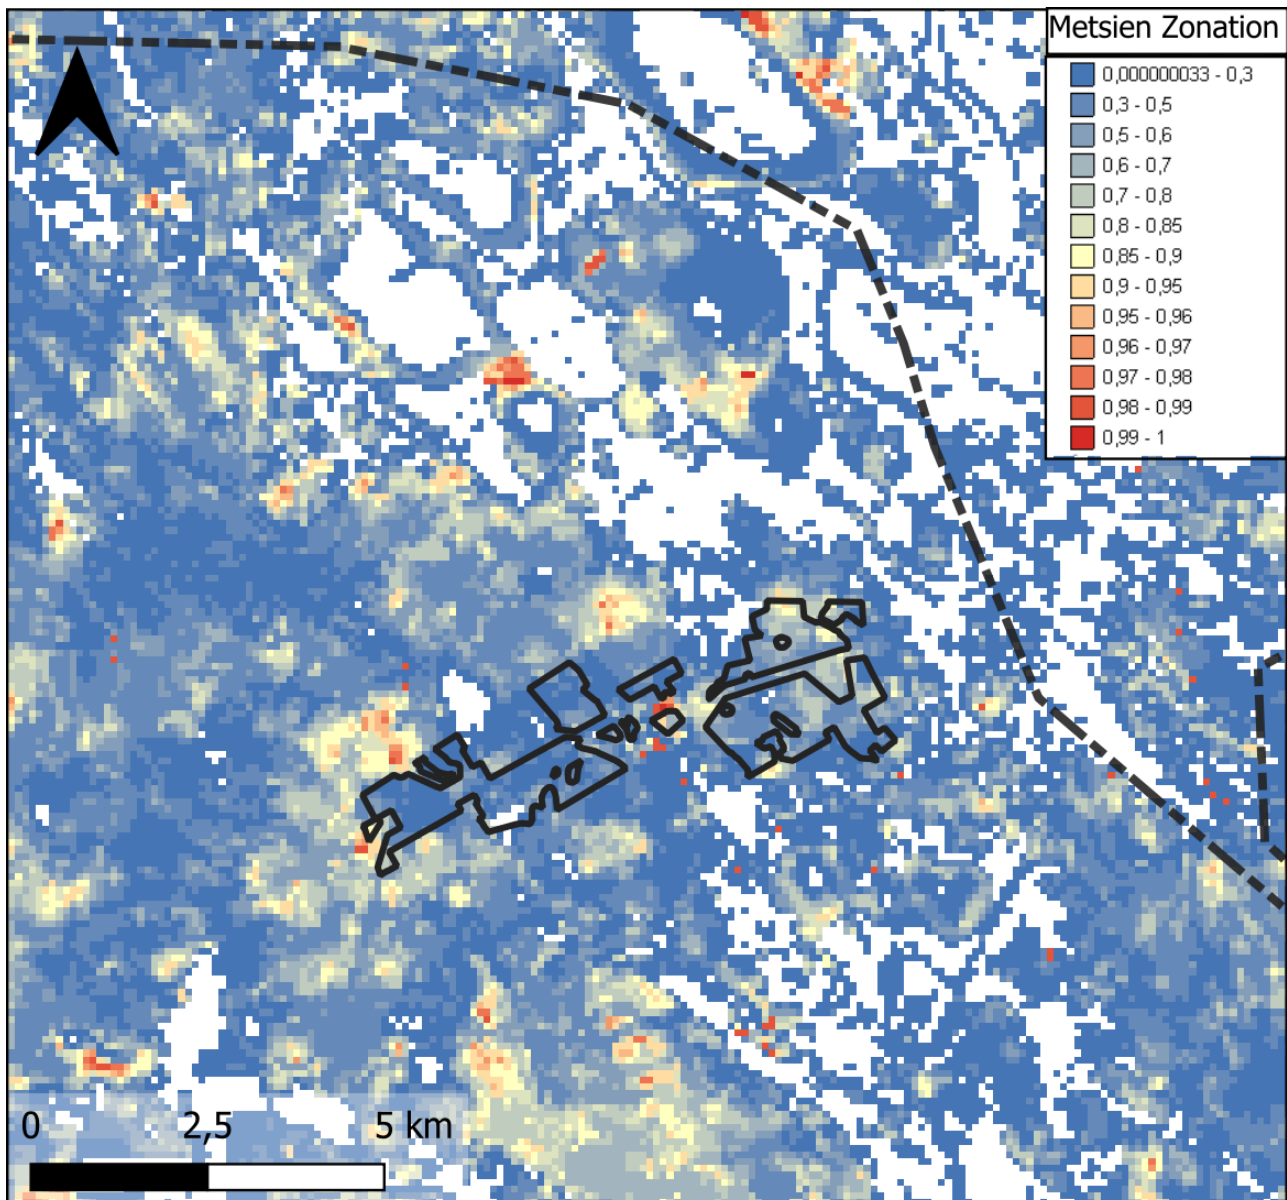 Metsien Zonation
0,000000033 - 0,3
0,3 - 0,5
0,5 - 0,6
0,6 - 0,7
0,7 - 0,8
0,8 - 0,85
0,85 - 0,9
0,9 - 0,95
0,95 - 0,96
0,96 - 0,97
0,97 - 0,98
0,98 - 0,99
0,99 - 1
0 2,5 5 km